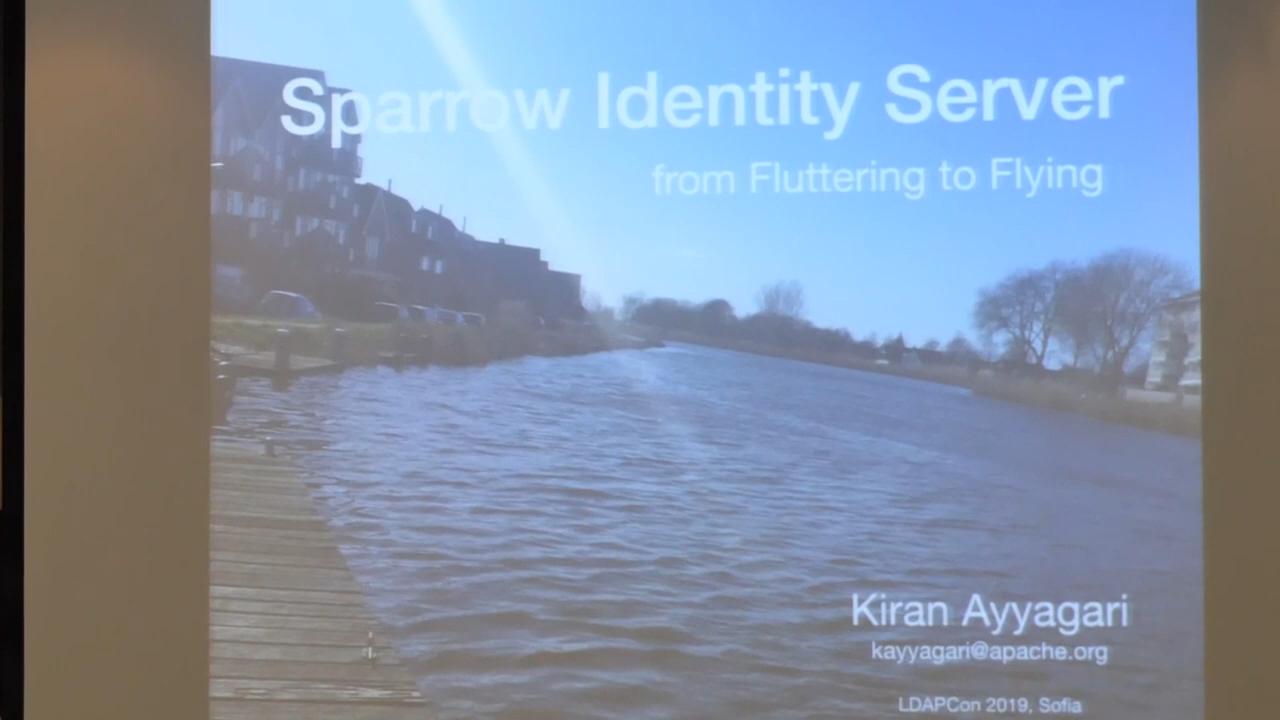 Sparrow Identity Server
from Fluttering to Flying
Kiran Ayyagari
kayyagari@apache.org
LDAPCon 2019, Sofia